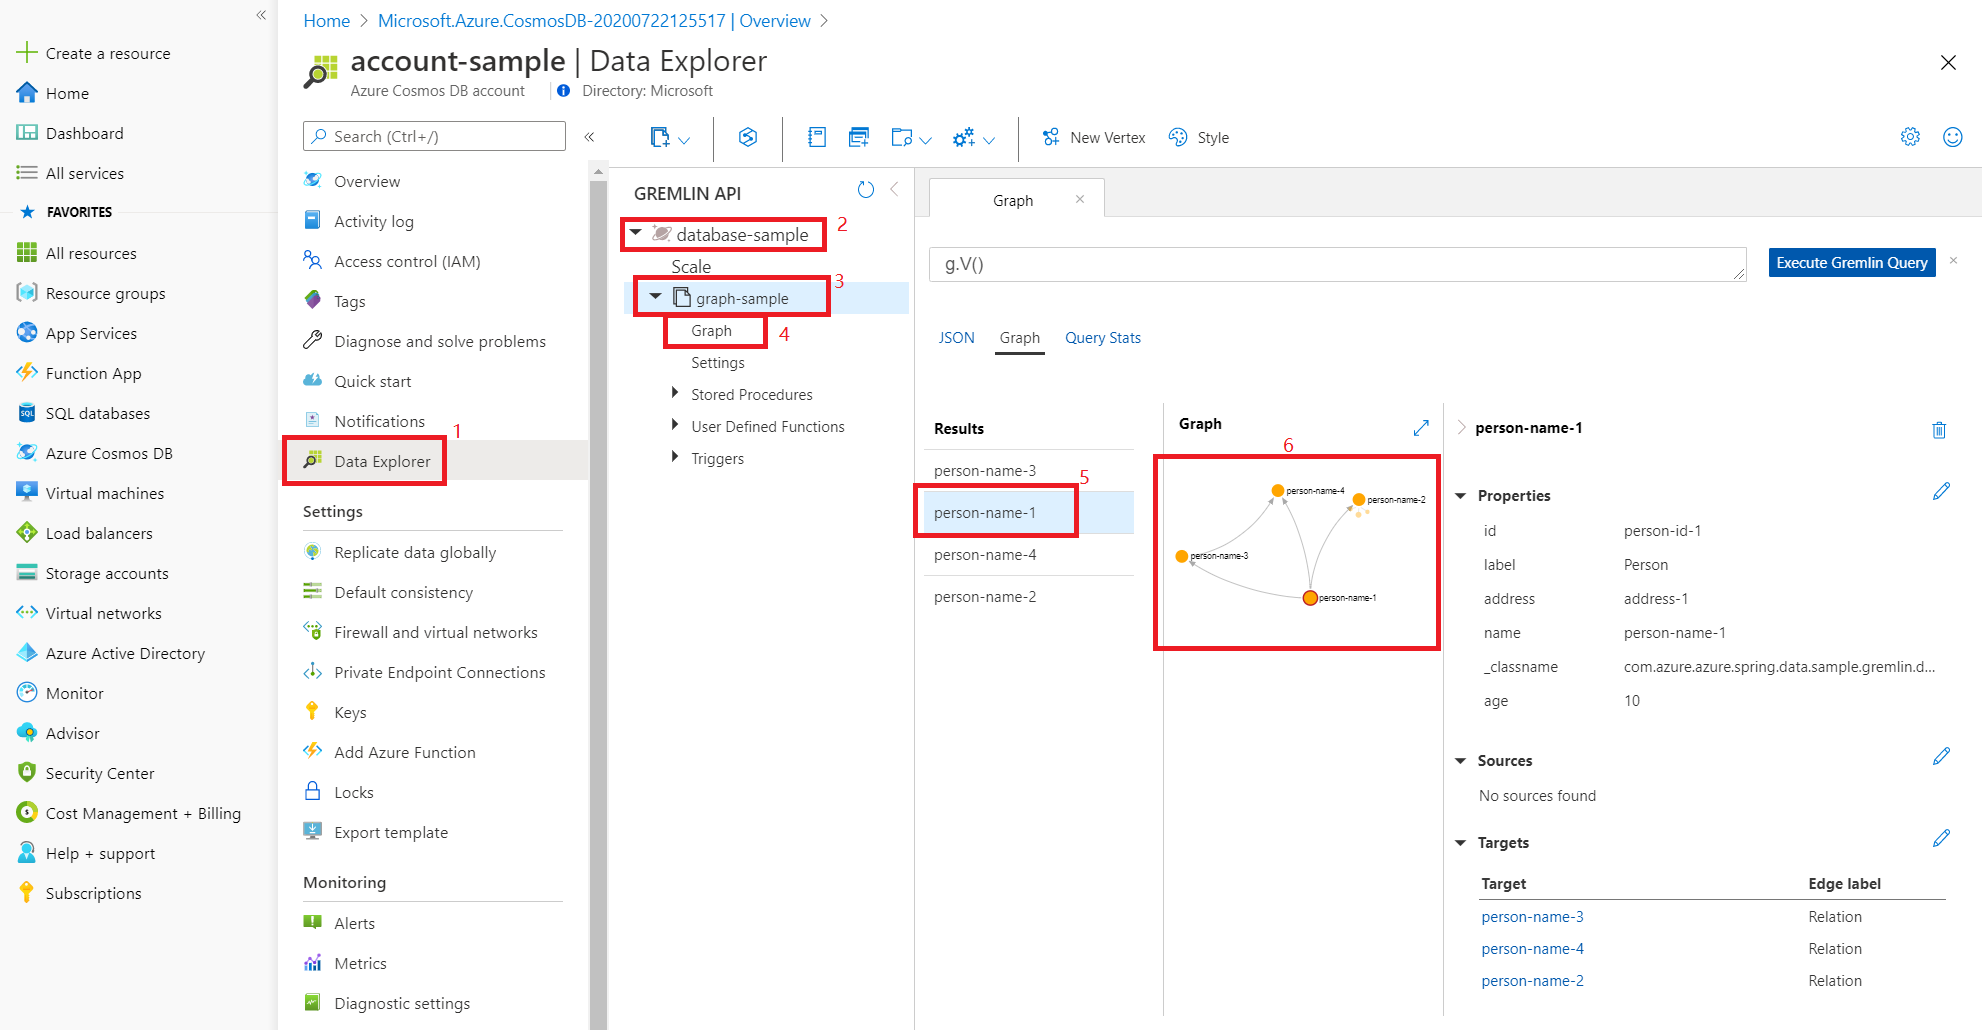 Create a resource
Home
Dashboard
All services
FAVORITES
All resources
Resource groups
App Services
Function App
SQL databases
Azure Cosmos DB
Virtual machines
Load balancers
Storage accounts
Virtual networks
Azure Active Directory
Monitor
Advisor
Security Center
Cost Management + Billing
Help + support
Subscriptions
Home > Microsoft.Azure.CosmosDB-20200722125517 | Overview >
account-sample | Data Explorer
Azure Cosmos DB account
Directory: Microsoft
Search (Ctrl+/)
Overview
Activity log
Access control (IAM)
Tags
Diagnose and solve problems
Quick start
Notifications
1
Data Explorer
Settings
Replicate data globally
Default consistency
Firewall and virtual networks
Private Endpoint Connections
Keys
Add Azure Function
Locks
Export template
Monitoring
Alerts
Metrics
Diagnostic settings
New Vertex
Style
GREMLIN API
database-sample
2
Scale
graph-sample
3
Graph
4
Settings
Stored Procedures
User Defined Functions
Triggers
Graph
g.V()
Execute Gremlin Query
JSON
Graph
Query Stats
Results
person-name-3
5
person-name-1
person-name-4
person-name-2
Graph
6
person-name-4
person-name-2
person-name-3
person-name-1
person-name-1
Properties
id person-id-1
label Person
address address-1
name person-name-1
_classname com.azure.azure.spring.data.sample.gremlin.d...
age 10
Sources
No sources found
Targets
Target Edge label
person-name-3 Relation
person-name-4 Relation
person-name-2 Relation